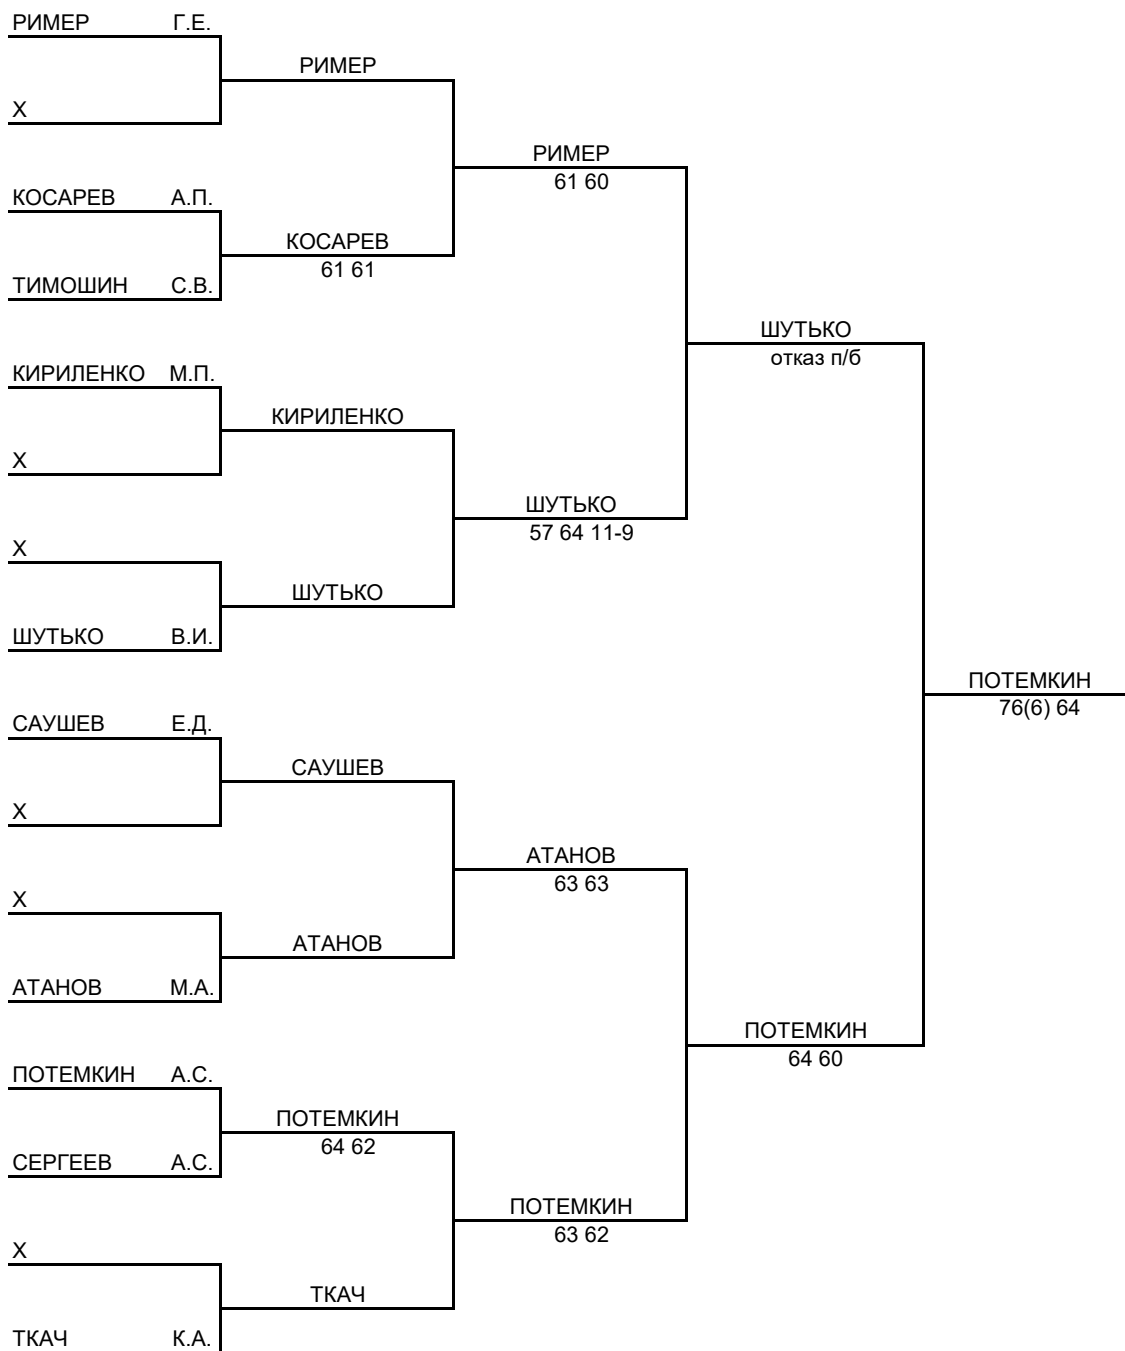 РИМЕР Г.Е.
РИМЕР
Х
РИМЕР
61 60
КОСАРЕВ А.П.
КОСАРЕВ
61 61
ТИМОШИН С.В.
ШУТЬКО
отказ п/б
КИРИЛЕНКО М.П.
КИРИЛЕНКО
Х
ШУТЬКО
57 64 11-9
Х
ШУТЬКО
ШУТЬКО В.И.
ПОТЕМКИН
76(6) 64
САУШЕВ Е.Д.
САУШЕВ
Х
АТАНОВ
63 63
Х
АТАНОВ
АТАНОВ М.А.
ПОТЕМКИН
64 60
ПОТЕМКИН А.С.
ПОТЕМКИН
64 62
СЕРГЕЕВ А.С.
ПОТЕМКИН
63 62
Х
ТКАЧ
ТКАЧ К.А.